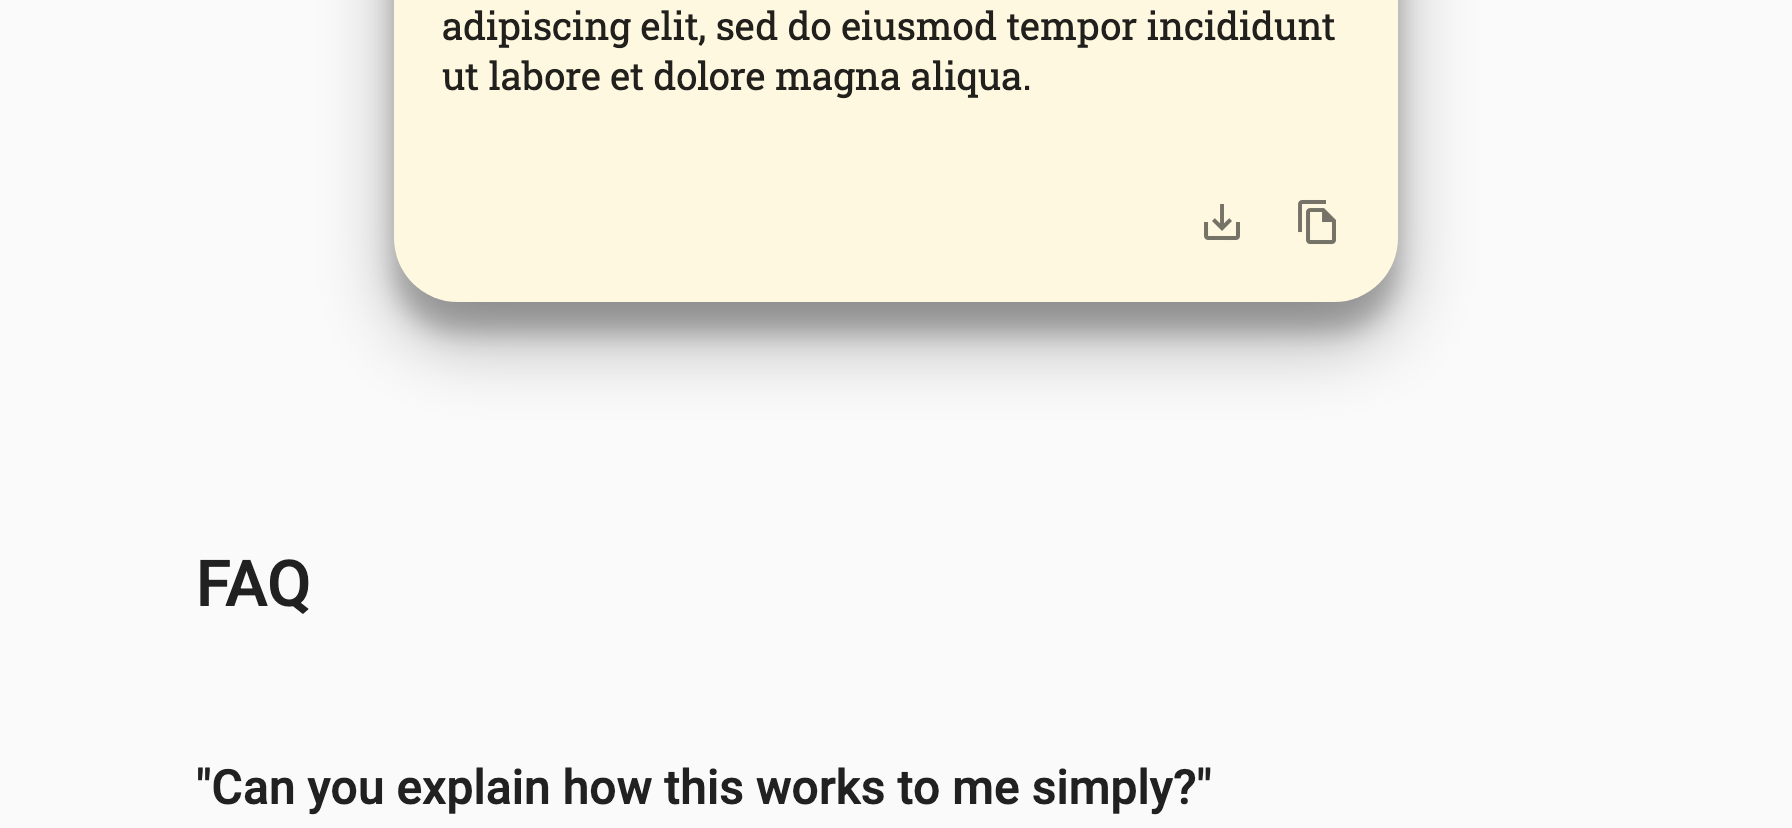 adipiscing elit, sed do eiusmod tempor incididunt
ut labore et dolore magna aliqua.
FAQ
"Can you explain how this works to me simply?"